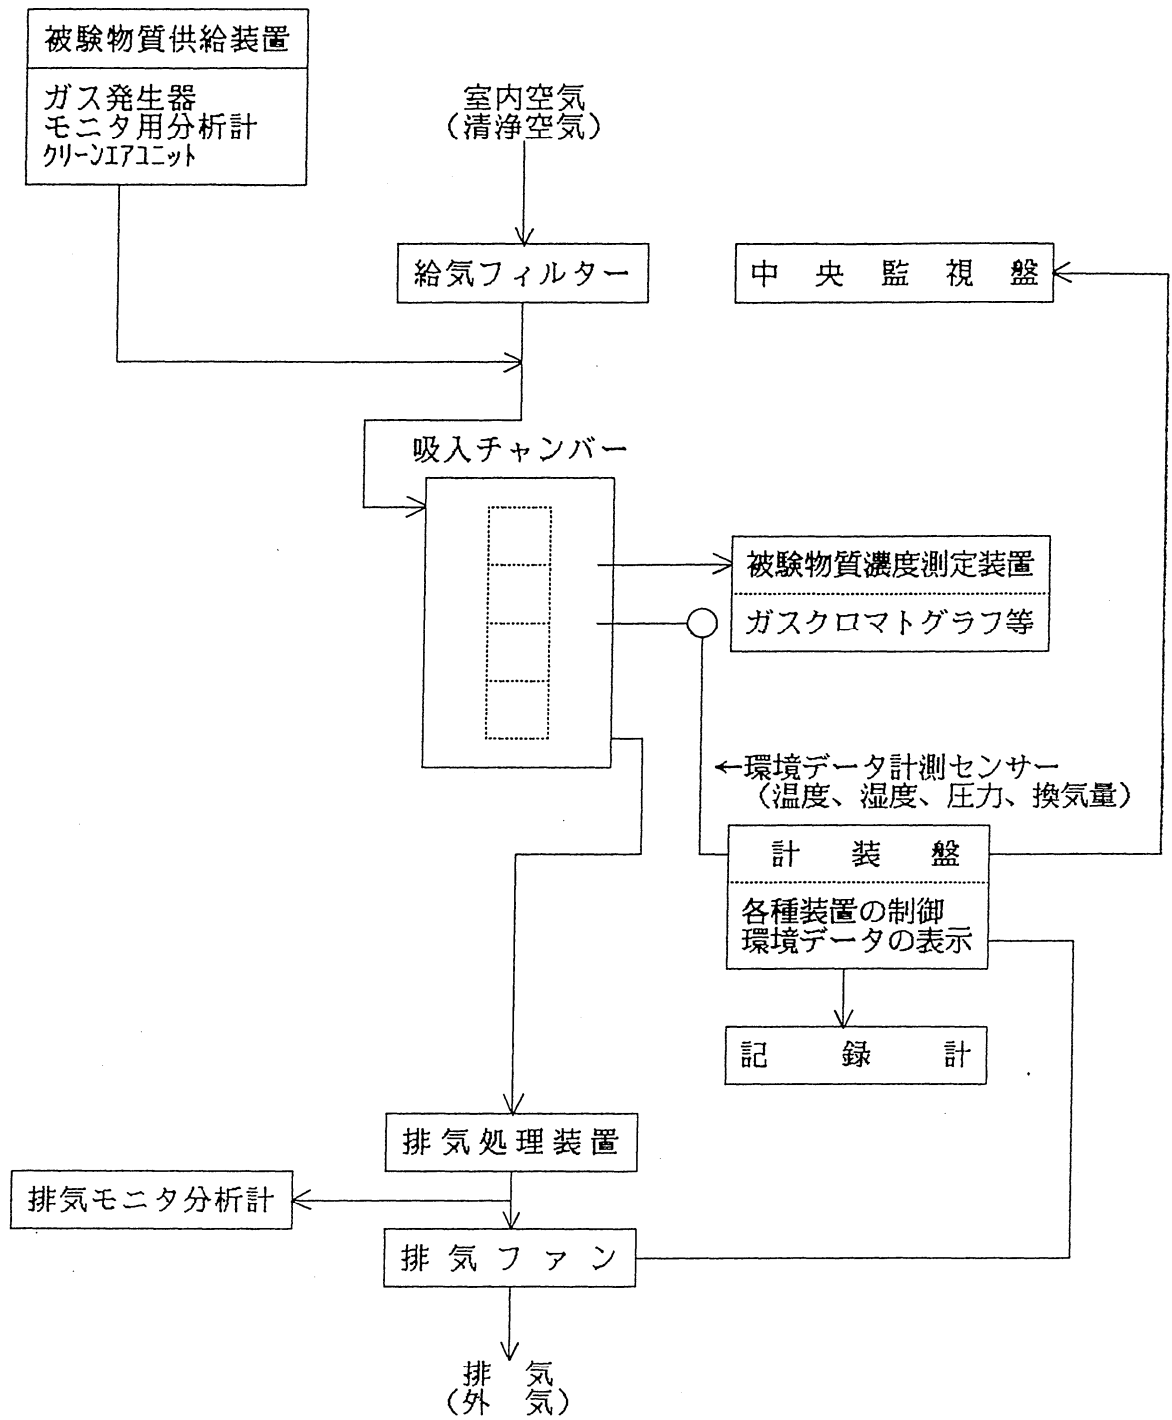 被験物質供給装置
ガス発生器
モニタ用分析計
ｸﾘｰﾝｴｱﾕﾆｯﾄ
室内空気
（清浄空気）
給気フィルター
中央監視盤
吸入チャンバー
被験物質濃度測定装置
ガスクロマトグラフ等
←環境データ計測センサー
（温度、湿度、圧力、換気量）
計装盤
各種装置の制御
環境データの表示
記録計
排気処理装置
排気モニタ分析計
排気ファン
排気
（外気）